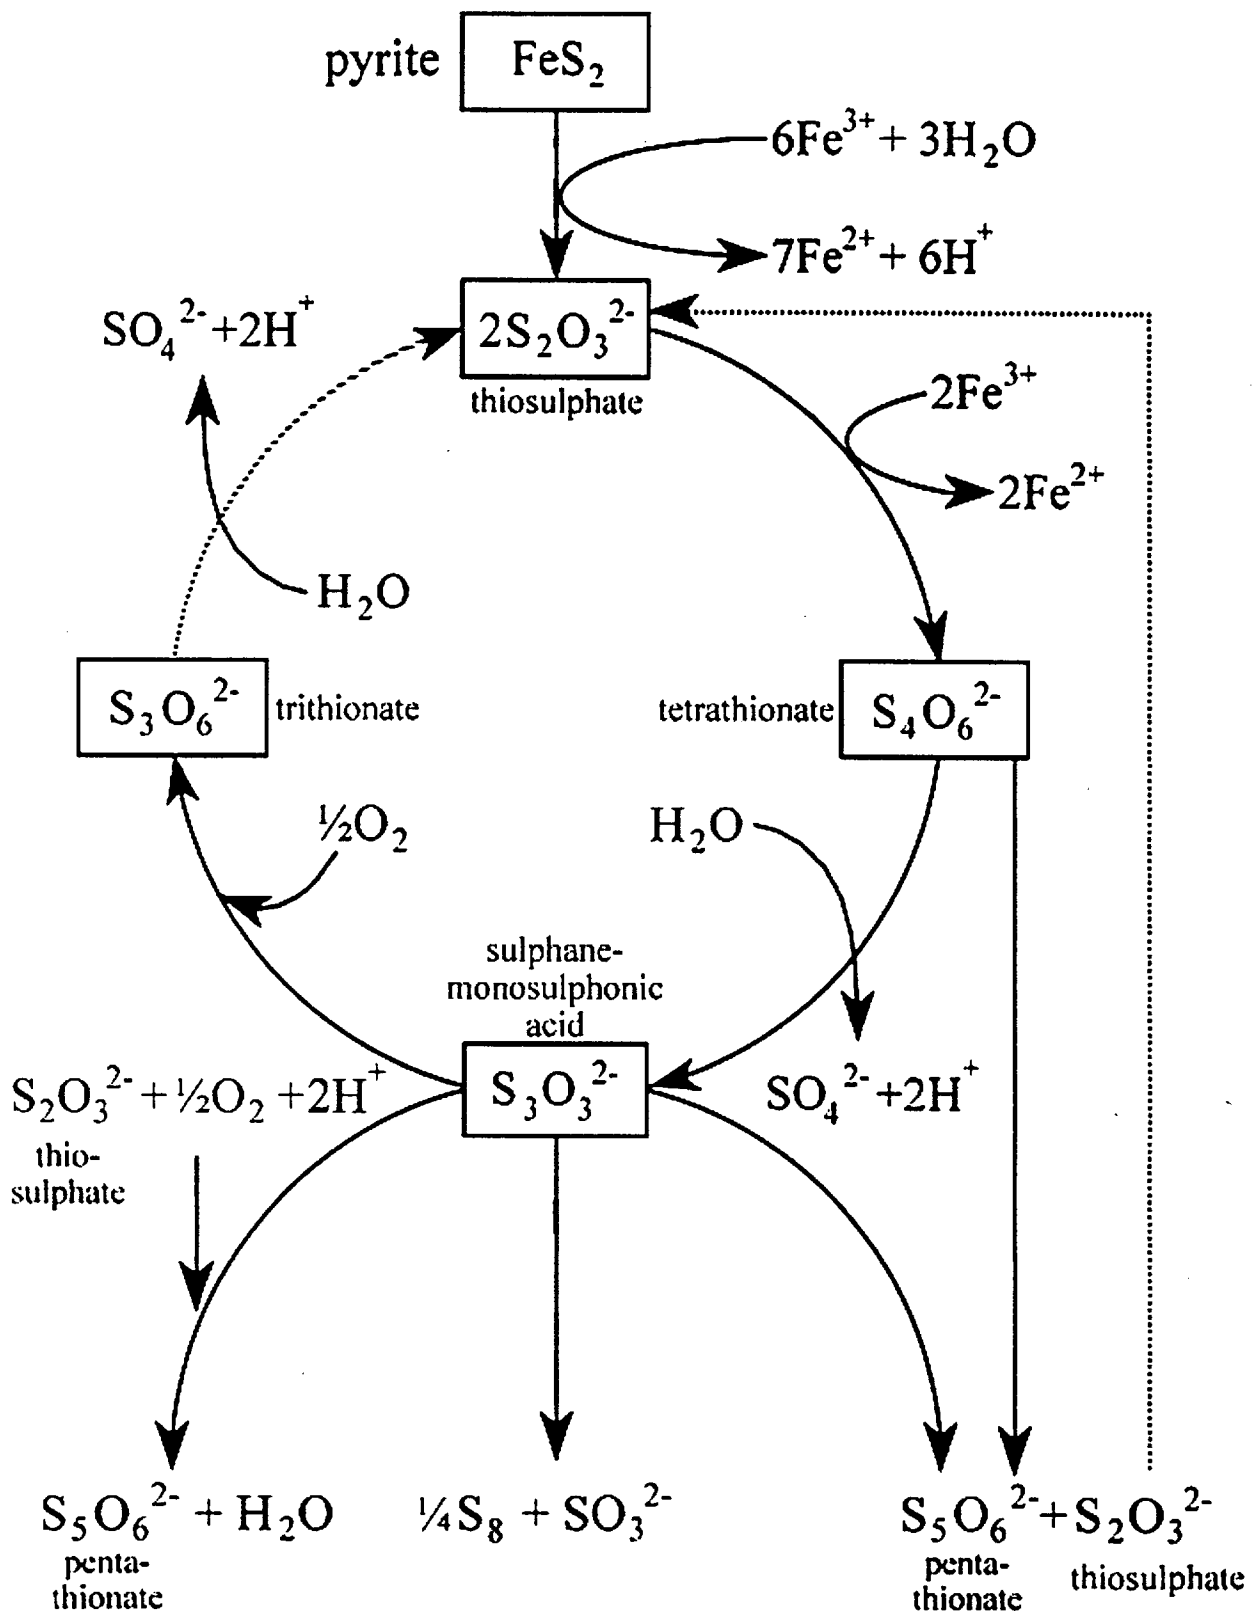 pyrite FeS₂
6Fe³⁺ + 3H₂O
7Fe²⁺ + 6H⁺
SO₄²⁻ +2H⁺
2S₂O₃²⁻
thiosulphate
2Fe³⁺
2Fe²⁺
H₂O
S₃O₆²⁻ trithionate
tetrathionate S₄O₆²⁻
½O₂
H₂O
sulphane-
monosulphonic
acid
S₂O₃²⁻ + ½O₂ +2H⁺
thio-
sulphate
S₃O₃²⁻
SO₄²⁻ +2H⁺
S₅O₆²⁻ + H₂O
penta-
thionate
¼S₈ + SO₃²⁻
S₅O₆²⁻ + S₂O₃²⁻
penta-
thionate
thiosulphate